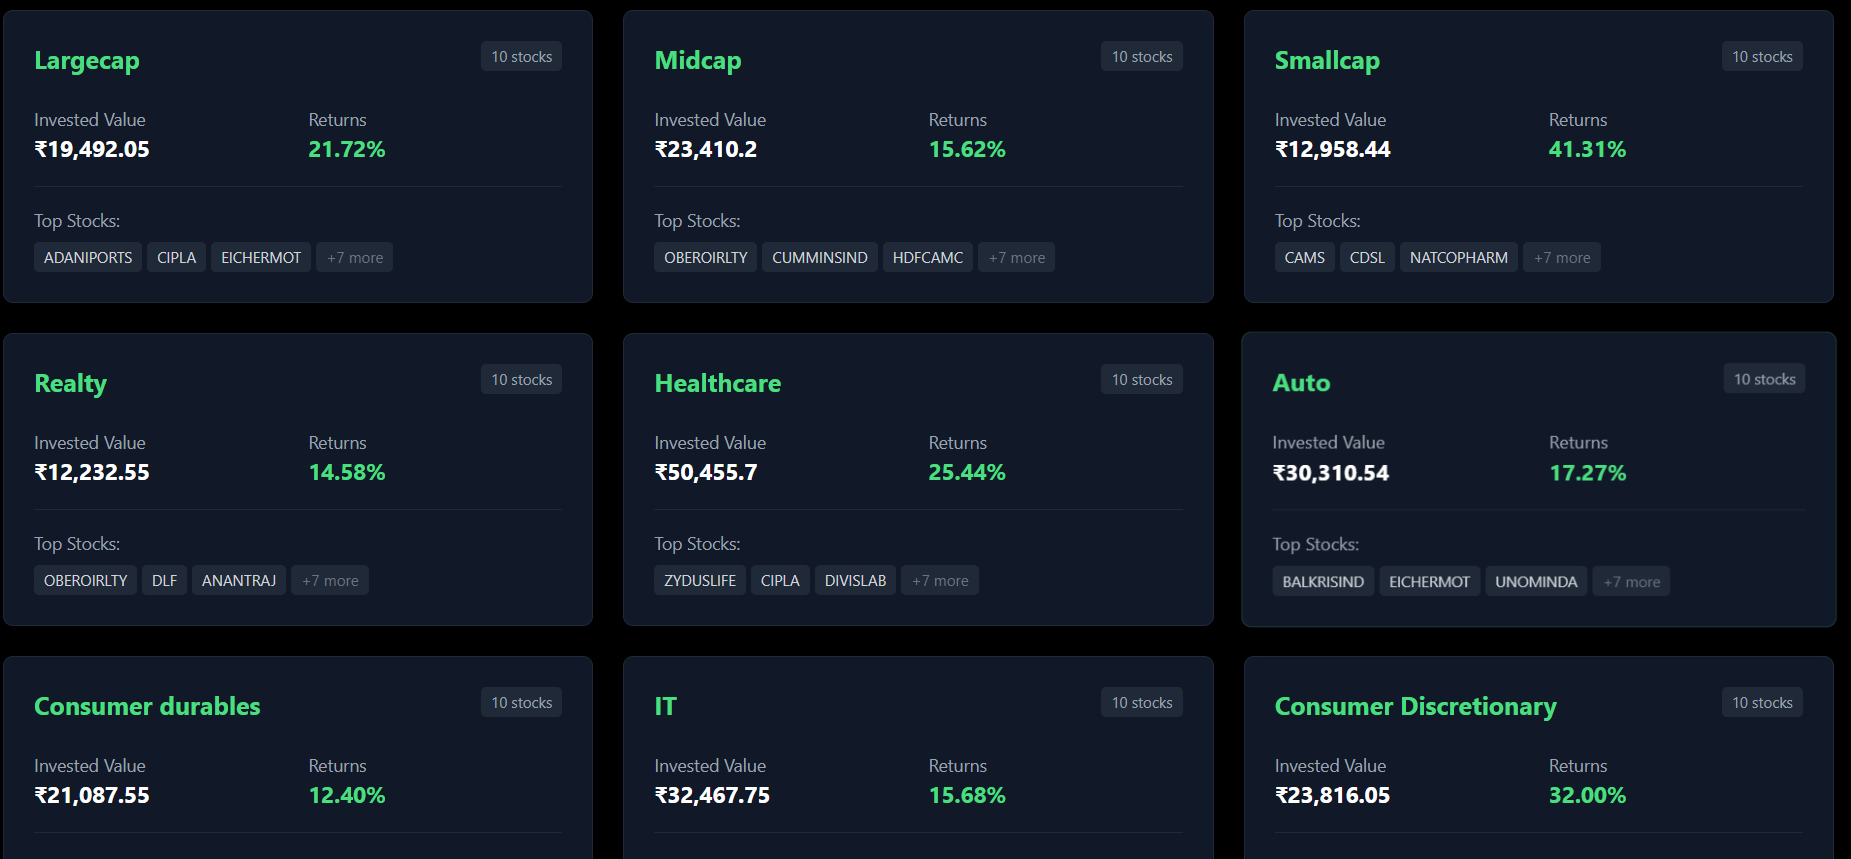 Largecap
10 stocks
Invested Value
Returns
₹19,492.05
21.72%
Top Stocks:
ADANIPORTS CIPLA EICHERMOT +7 more
Midcap
10 stocks
Invested Value
Returns
₹23,410.2
15.62%
Top Stocks:
OBEROIRLTY CUMMINSIND HDFCAMC +7 more
Smallcap
10 stocks
Invested Value
Returns
₹12,958.44
41.31%
Top Stocks:
CAMS CDSL NATCOPHARM +7 more
Realty
10 stocks
Invested Value
Returns
₹12,232.55
14.58%
Top Stocks:
OBEROIRLTY DLF ANANTRAJ +7 more
Healthcare
10 stocks
Invested Value
Returns
₹50,455.7
25.44%
Top Stocks:
ZYDUSLIFE CIPLA DIVISLAB +7 more
Auto
10 stocks
Invested Value
Returns
₹30,310.54
17.27%
Top Stocks:
BALKRISIND EICHERMOT UNOMINDA +7 more
Consumer durables
10 stocks
Invested Value
Returns
₹21,087.55
12.40%
IT
10 stocks
Invested Value
Returns
₹32,467.75
15.68%
Consumer Discretionary
10 stocks
Invested Value
Returns
₹23,816.05
32.00%